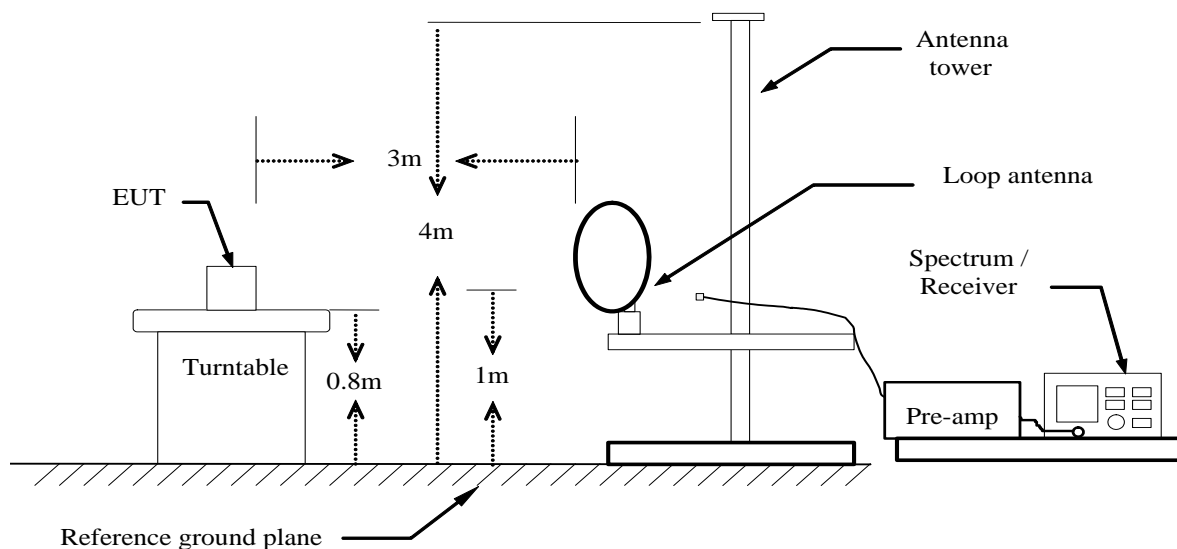 Antenna
tower
3m
Loop antenna
EUT
4m
Spectrum /
Receiver
Turntable
0.8m
1m
Pre-amp
Reference ground plane